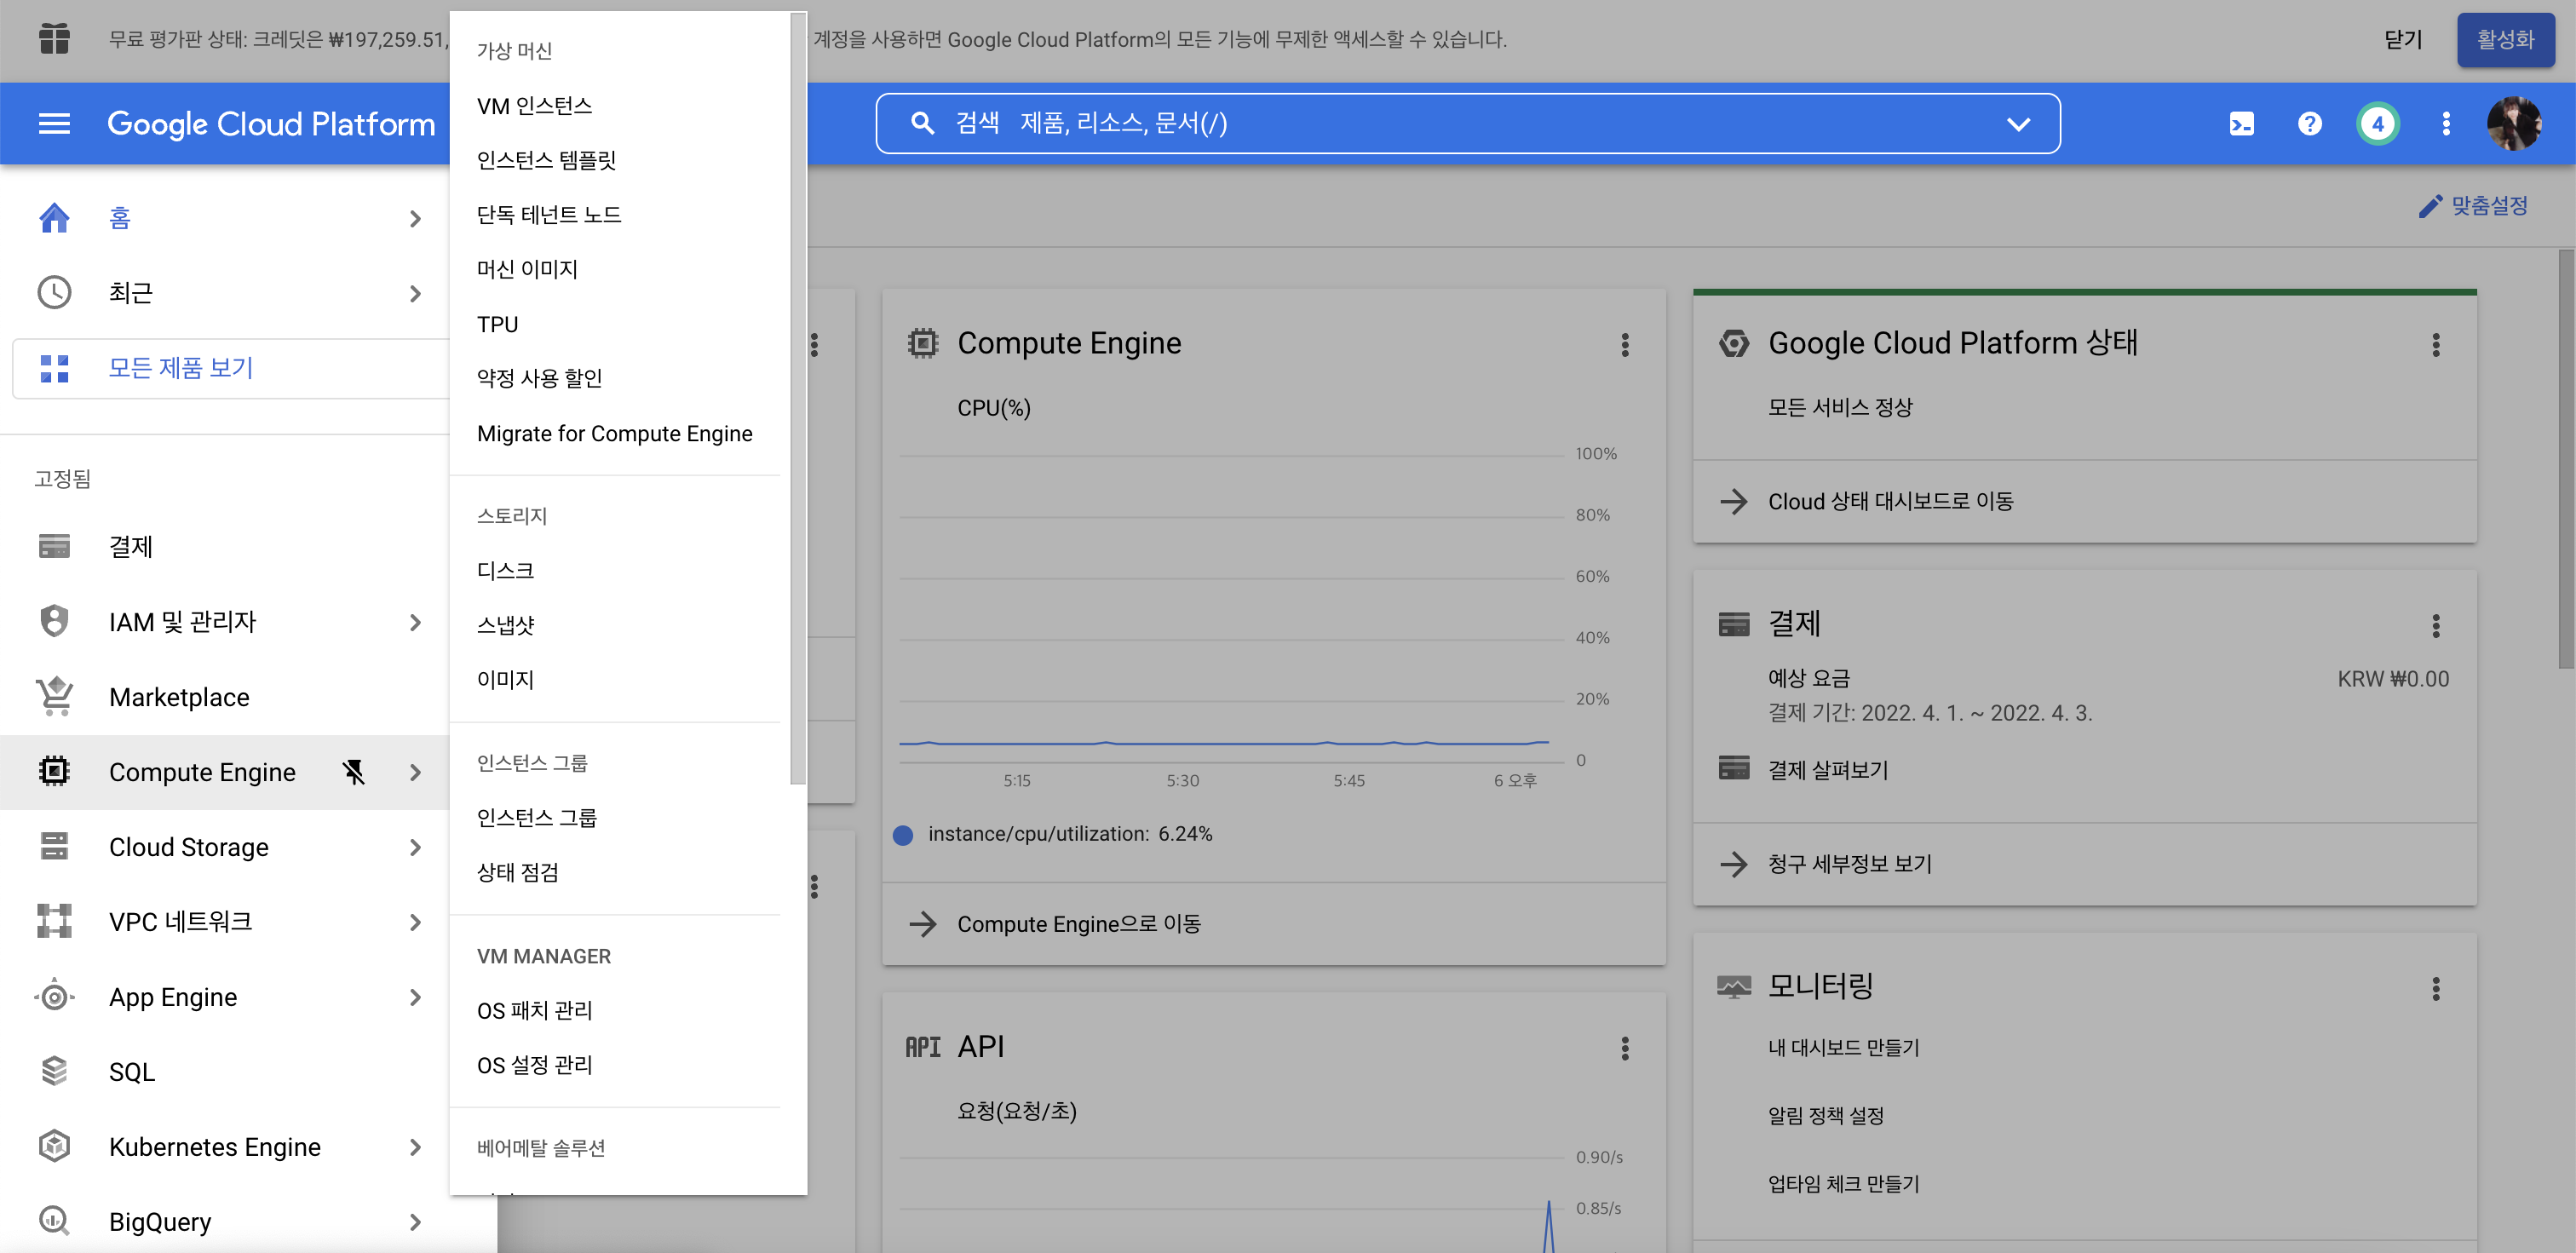 무료 평가판 상태: 크레딧은 ₩197,259.51,
계정을 사용하면 Google Cloud Platform의 모든 기능에 무제한 액세스할 수 있습니다.
닫기
활성화
Google Cloud Platform
검색 제품, 리소스, 문서(/)
4
맞춤설정
홈
최근
모든 제품 보기
고정됨
결제
IAM 및 관리자
Marketplace
Compute Engine
Cloud Storage
VPC 네트워크
App Engine
SQL
Kubernetes Engine
BigQuery
가상 머신
VM 인스턴스
인스턴스 템플릿
단독 테넌트 노드
머신 이미지
TPU
약정 사용 할인
Migrate for Compute Engine
스토리지
디스크
스냅샷
이미지
인스턴스 그룹
인스턴스 그룹
상태 점검
VM MANAGER
OS 패치 관리
OS 설정 관리
베어메탈 솔루션
Compute Engine
CPU(%)
100%
80%
60%
40%
20%
0
5:15 5:30 5:45 6 오후
instance/cpu/utilization: 6.24%
Compute Engine으로 이동
API API
요청(요청/초)
0.90/s
0.85/s
Google Cloud Platform 상태
모든 서비스 정상
Cloud 상태 대시보드로 이동
결제
예상 요금 KRW ₩0.00
결제 기간: 2022. 4. 1. ~ 2022. 4. 3.
결제 살펴보기
청구 세부정보 보기
모니터링
내 대시보드 만들기
알림 정책 설정
업타임 체크 만들기